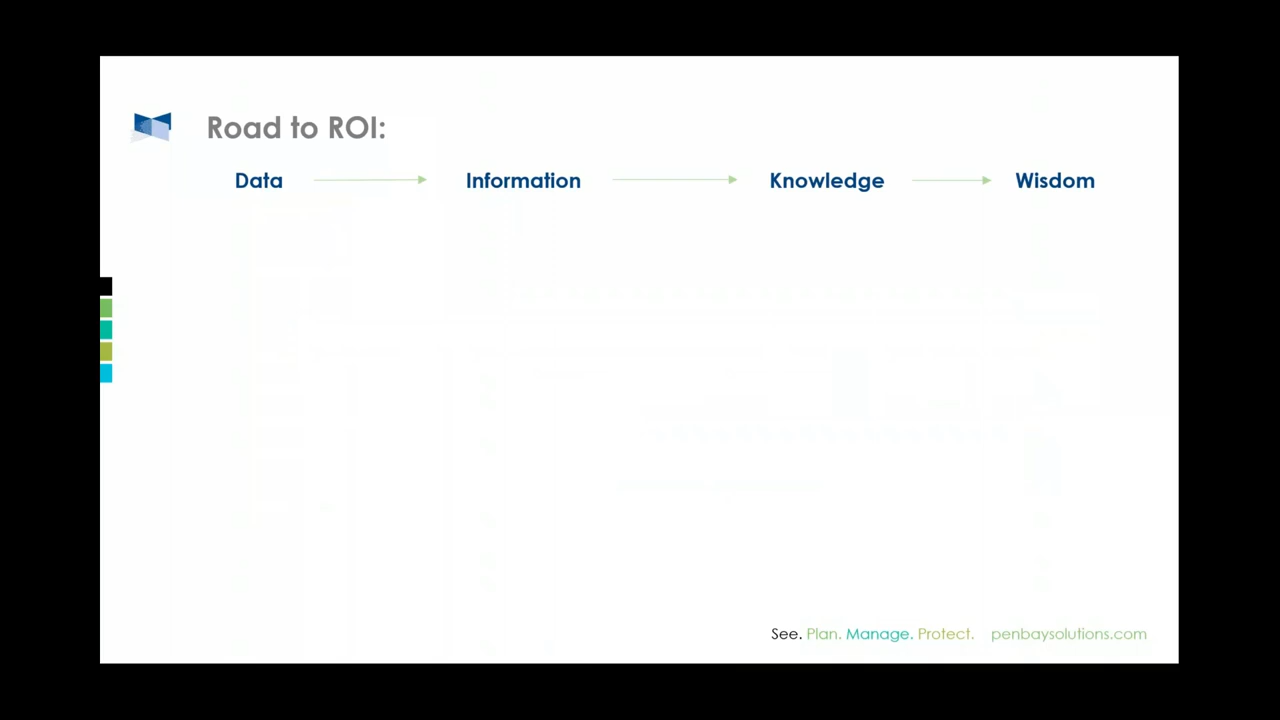 Road to ROI:
Data Information Knowledge Wisdom
See. Plan. Manage. Protect. penbaysolutions.com